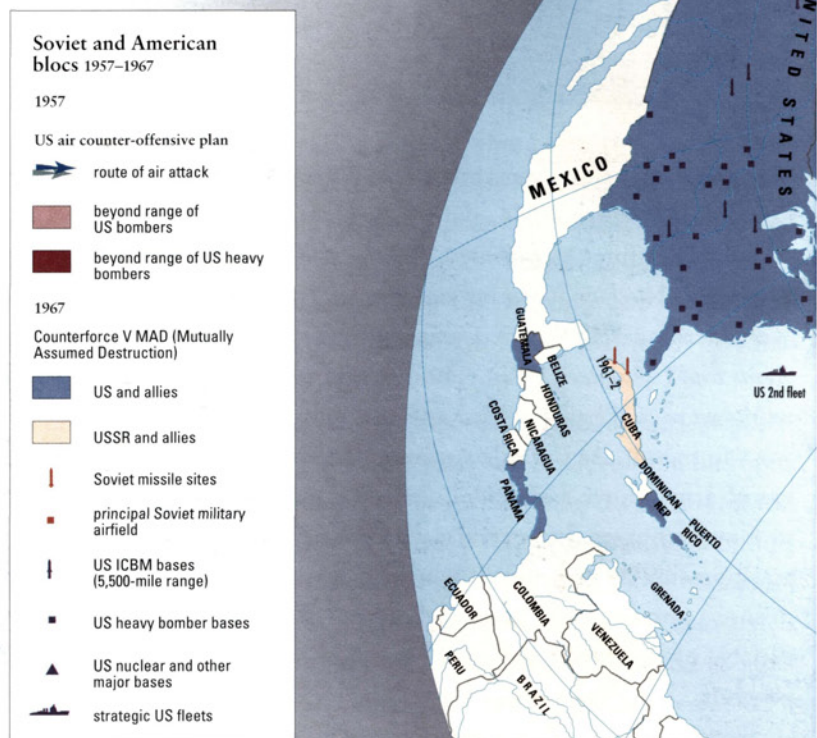 Soviet and American
blocs 1957–1967
1957
US air counter-offensive plan
route of air attack
beyond range of
US bombers
beyond range of US heavy
bombers
1967
Counterforce V MAD (Mutually
Assumed Destruction)
US and allies
USSR and allies
Soviet missile sites
principal Soviet military
airfield
US ICBM bases
(5,500-mile range)
US heavy bomber bases
US nuclear and other
major bases
strategic US fleets
UNITED STATES
MEXICO
GUATEMALA
BELIZE
HONDURAS
NICARAGUA
COSTA RICA
PANAMA
1961–2
CUBA
US 2nd fleet
DOMINICAN
REP
PUERTO
RICO
GRENADA
ECUADOR
COLOMBIA
VENEZUELA
PERU
BRAZIL